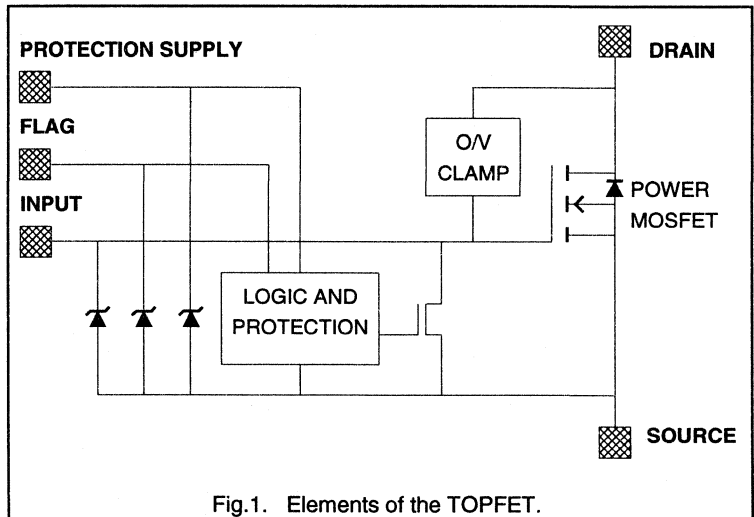 PROTECTION SUPPLY
DRAIN
FLAG
O/V
CLAMP
INPUT
POWER
MOSFET
LOGIC AND
PROTECTION
SOURCE
Fig.1. Elements of the TOPFET.